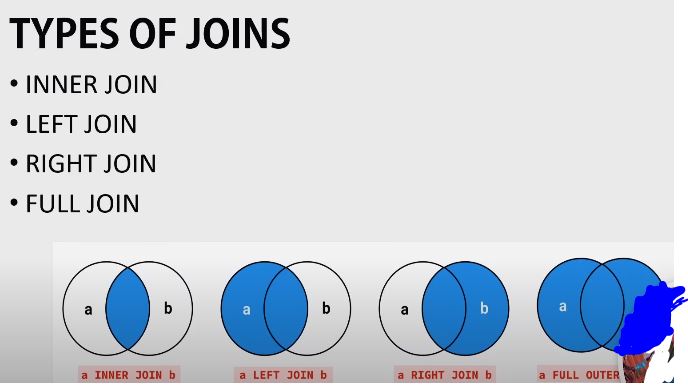 TYPES OF JOINS
• INNER JOIN
• LEFT JOIN
• RIGHT JOIN
• FULL JOIN
a b a b a b a
a INNER JOIN b a LEFT JOIN b a RIGHT JOIN b a FULL OUTER